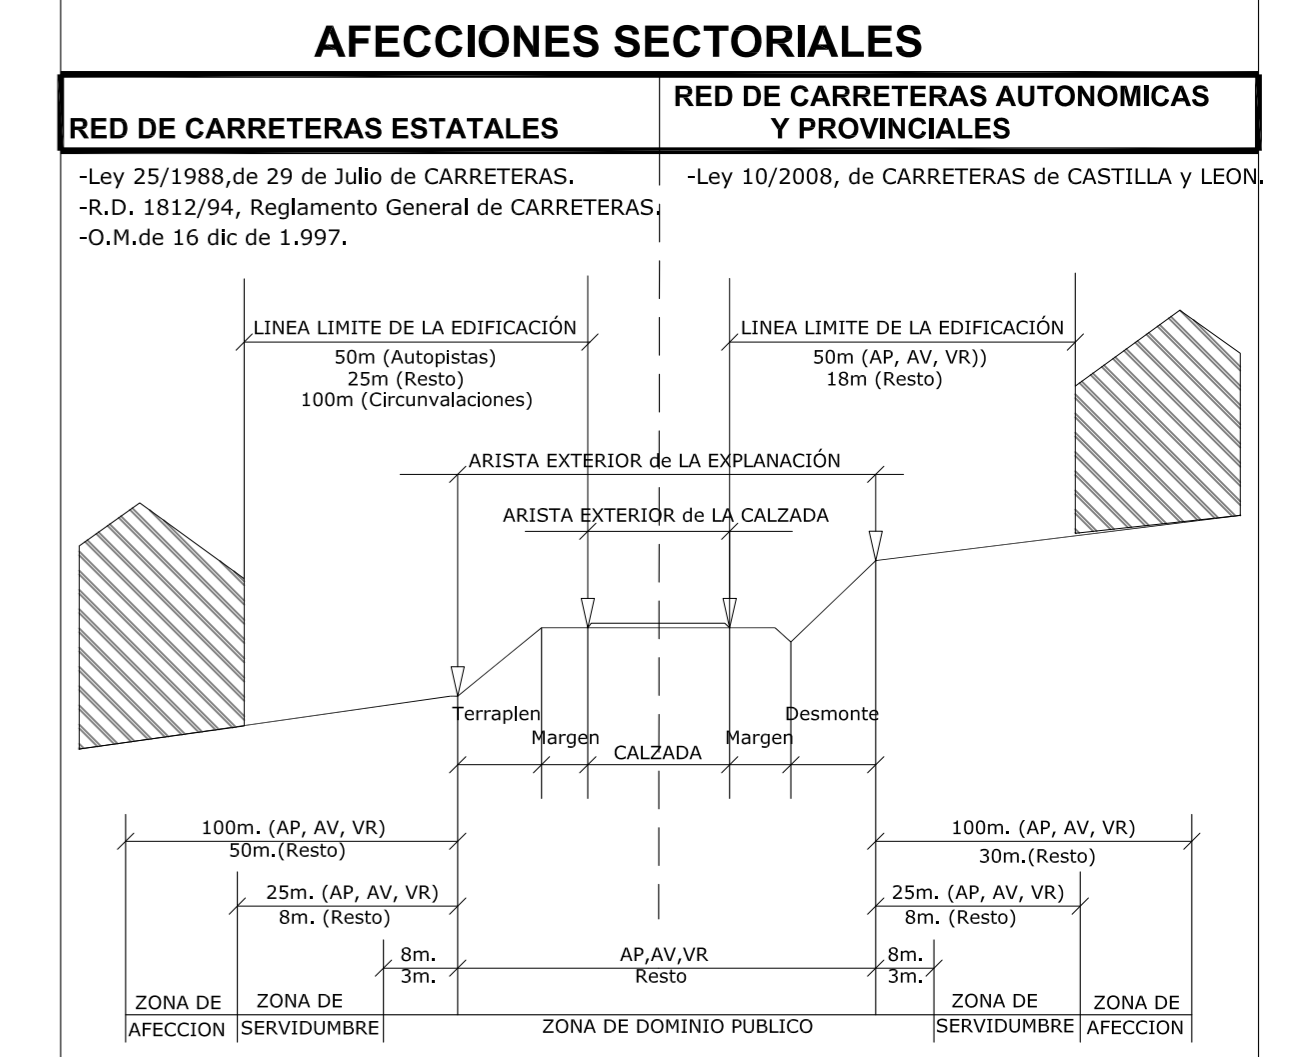 AFECCIONES SECTORIALES
RED DE CARRETERAS ESTATALES
RED DE CARRETERAS AUTONOMICAS
Y PROVINCIALES
-Ley 25/1988,de 29 de Julio de CARRETERAS.
-R.D. 1812/94, Reglamento General de CARRETERAS.
-O.M.de 16 dic de 1.997.
-Ley 10/2008, de CARRETERAS de CASTILLA y LEON.
LINEA LIMITE DE LA EDIFICACIÓN
50m (Autopistas)
25m (Resto)
100m (Circunvalaciones)
LINEA LIMITE DE LA EDIFICACIÓN
50m (AP, AV, VR))
18m (Resto)
ARISTA EXTERIOR de LA EXPLANACIÓN
ARISTA EXTERIOR de LA CALZADA
Terraplen
Margen
CALZADA
Margen
Desmonte
100m. (AP, AV, VR)
50m.(Resto)
100m. (AP, AV, VR)
30m.(Resto)
25m. (AP, AV, VR)
8m. (Resto)
25m. (AP, AV, VR)
8m. (Resto)
8m.
3m.
AP,AV,VR
Resto
8m.
3m.
ZONA DE
AFECCION
ZONA DE
SERVIDUMBRE
ZONA DE DOMINIO PUBLICO
ZONA DE
SERVIDUMBRE
ZONA DE
AFECCION